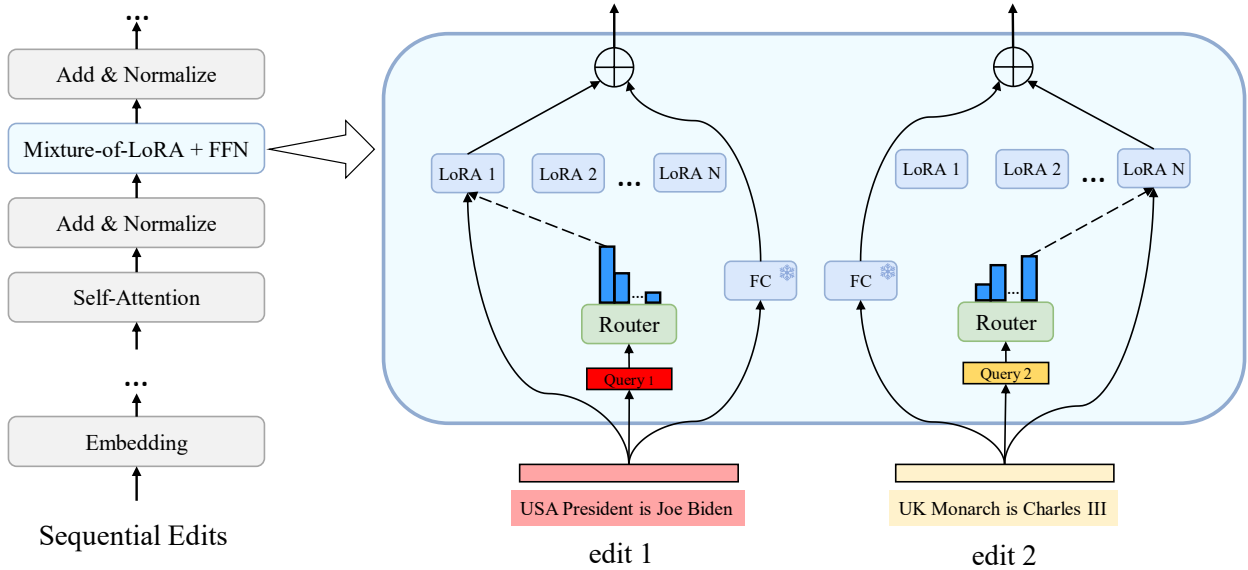 ...
Add & Normalize
Mixture-of-LoRA + FFN
Add & Normalize
Self-Attention
...
Embedding
Sequential Edits
LoRA 1
LoRA 2
...
LoRA N
FC
...
Router
Query 1
USA President is Joe Biden
edit 1
LoRA 1
LoRA 2
...
LoRA N
FC
...
Router
Query 2
UK Monarch is Charles III
edit 2